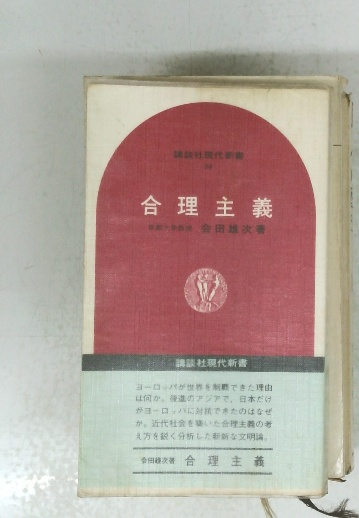 講談社現代新書
合理主義
京都大学教授 会田雄次著
講談社現代新書
ヨーロッパが世界を制覇できた理由
は何か。後進のアジアで、日本だけ
がヨーロッパに対抗できたのはなぜ
か。近代社会を築いた合理主義の考
え方を鋭く分析した斬新な文明論。
会田雄次著 合理主義